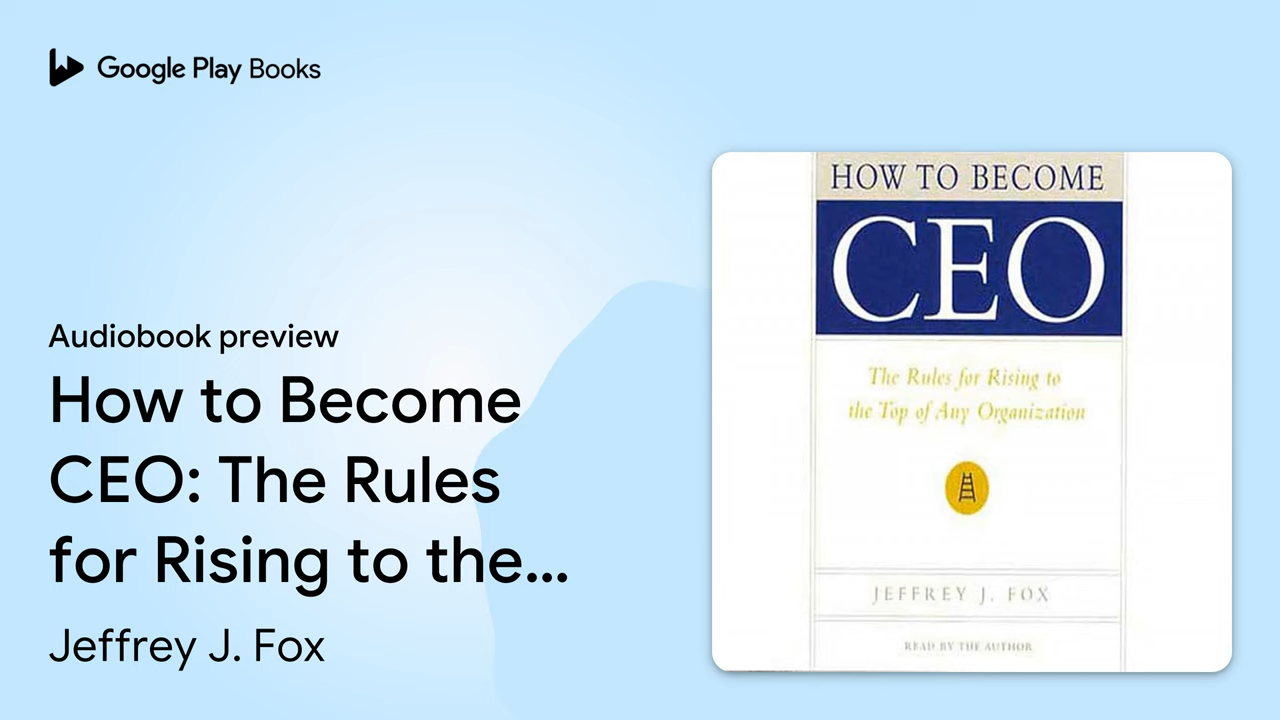 Google Play Books
Audiobook preview
How to Become
CEO: The Rules
for Rising to the...
Jeffrey J. Fox
HOW TO BECOME
CEO
The Rules for Rising to
the Top of Any Organization
JEFFREY J. FOX
READ BY THE AUTHOR